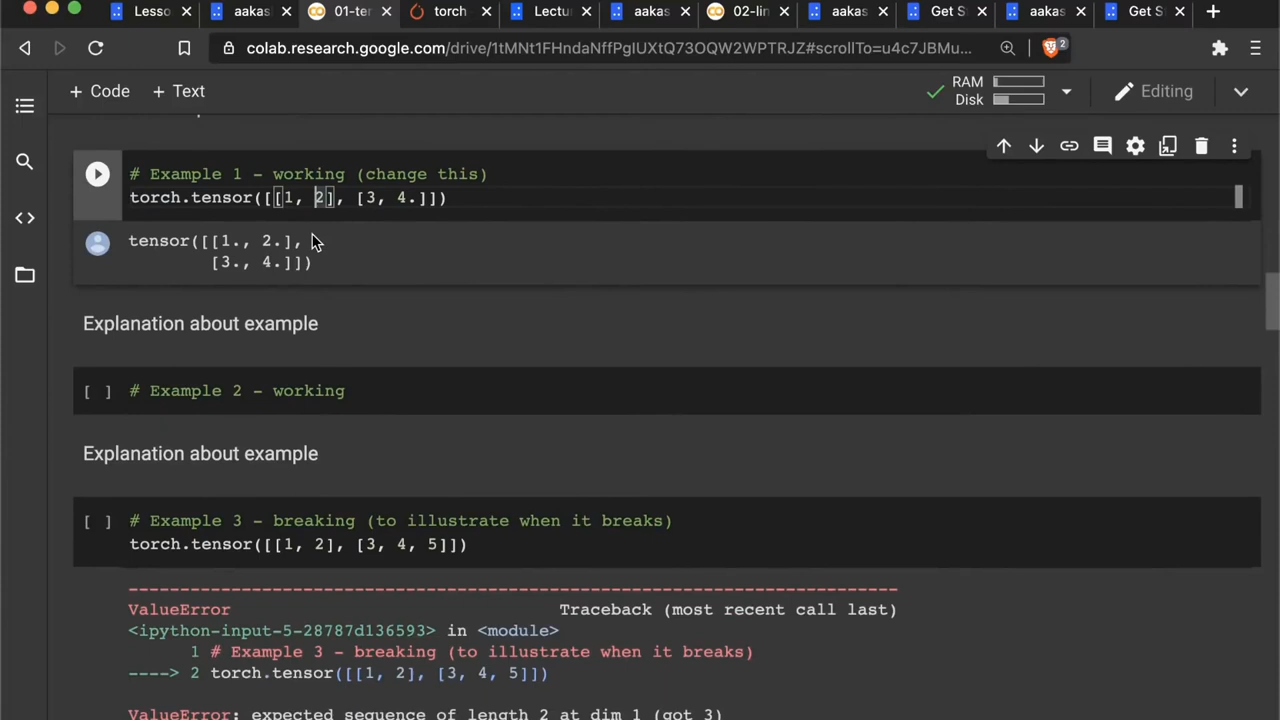 Lesso
aakas
01-ter
torch
Lectur
aakas
02-lin
aakas
Get S
aakas
Get S
colab.research.google.com/drive/1tMNt1FHndaNffPgIUXtQ73OQW2WPTRJZ#scrollTo=u4c7JBMu...
2
+ Code + Text
RAM
Disk
Editing
# Example 1 - working (change this)
torch.tensor([[1, 2], [3, 4.]])
tensor([[1., 2.],
[3., 4.]])
Explanation about example
[ ] # Example 2 - working
Explanation about example
[ ] # Example 3 - breaking (to illustrate when it breaks)
torch.tensor([[1, 2], [3, 4, 5]])
---------------------------------------------------------------------------
ValueError Traceback (most recent call last)
<ipython-input-5-28787d136593> in <module>
1 # Example 3 - breaking (to illustrate when it breaks)
----> 2 torch.tensor([[1, 2], [3, 4, 5]])
ValueError: expected sequence of length 2 at dim 1 (got 3)